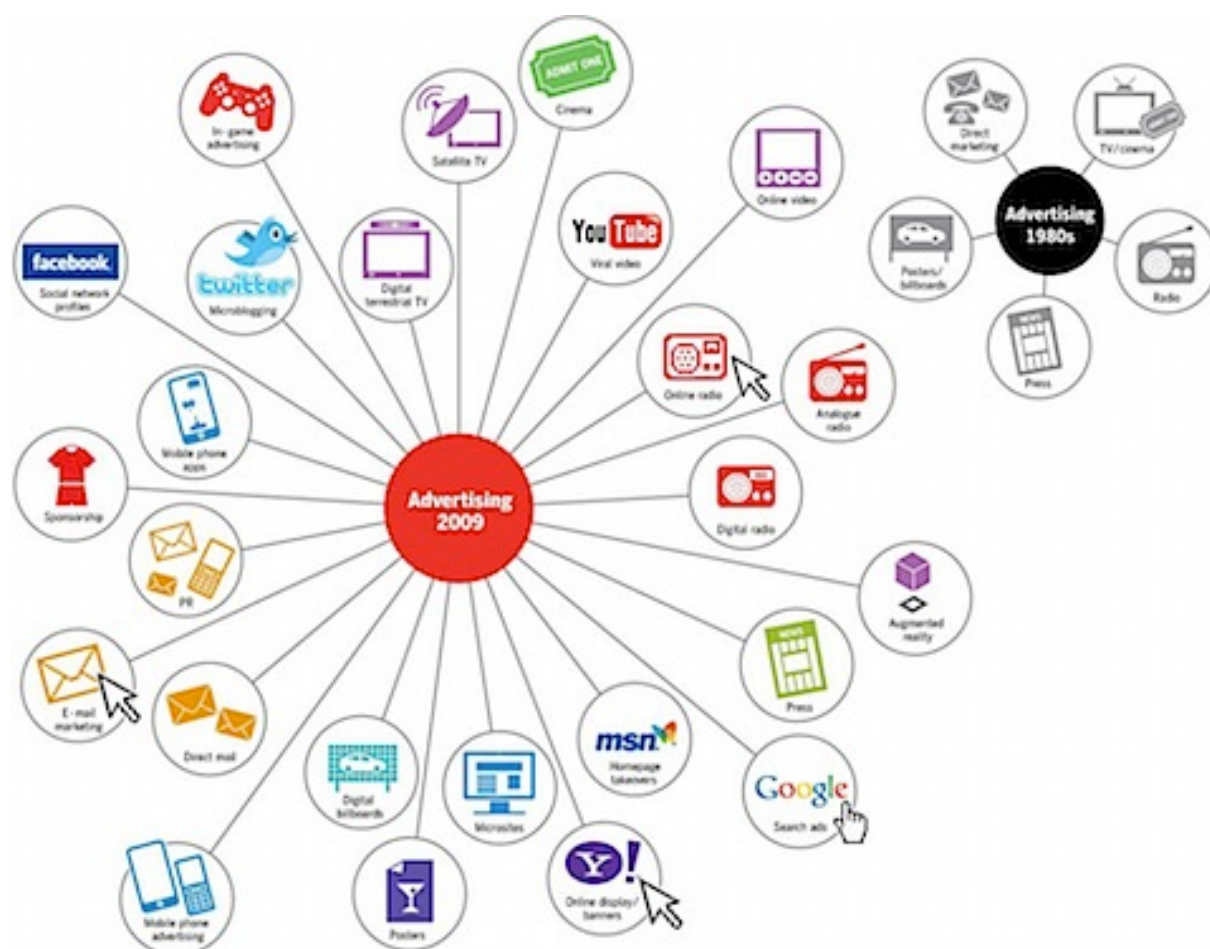 ADMIT ONE
Cinema
In-game
advertising
Satellite TV
Online video
Direct
marketing
TV/cinema
Advertising
1980s
Posters/
billboards
Radio
Press
facebook
Social network
profiles
twitter
Microblogging
Digital
terrestrial TV
YouTube
Viral video
Online radio
Analogue
radio
Mobile phone
apps
Sponsorship
Advertising
2009
Digital radio
PR
Augmented
reality
NEWS
Press
E-mail
marketing
Direct mail
Digital
billboards
Microsites
msn
Homepage
takeovers
Google
Search ads
Mobile phone
advertising
Posters
Y!
Online display/
banners